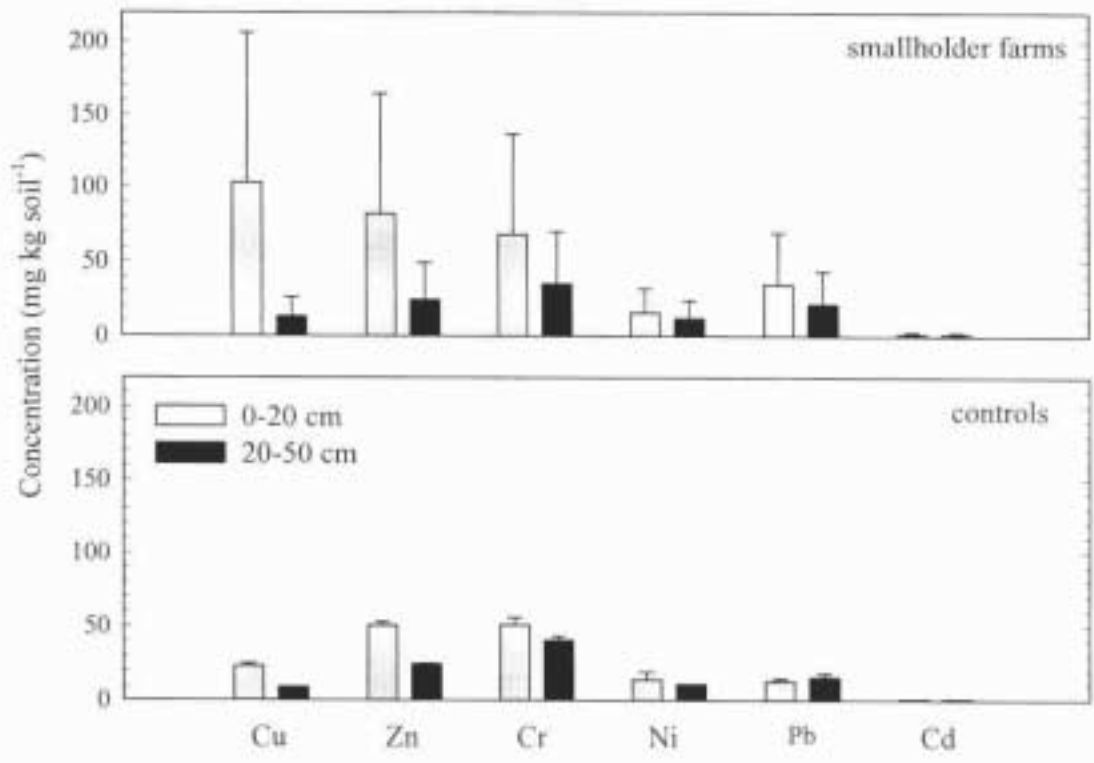 smallholder farms
200
150
100
50
0
Concentration (mg kg soil⁻¹)
controls
0-20 cm
20-50 cm
200
150
100
50
0
Cu Zn Cr Ni Pb Cd